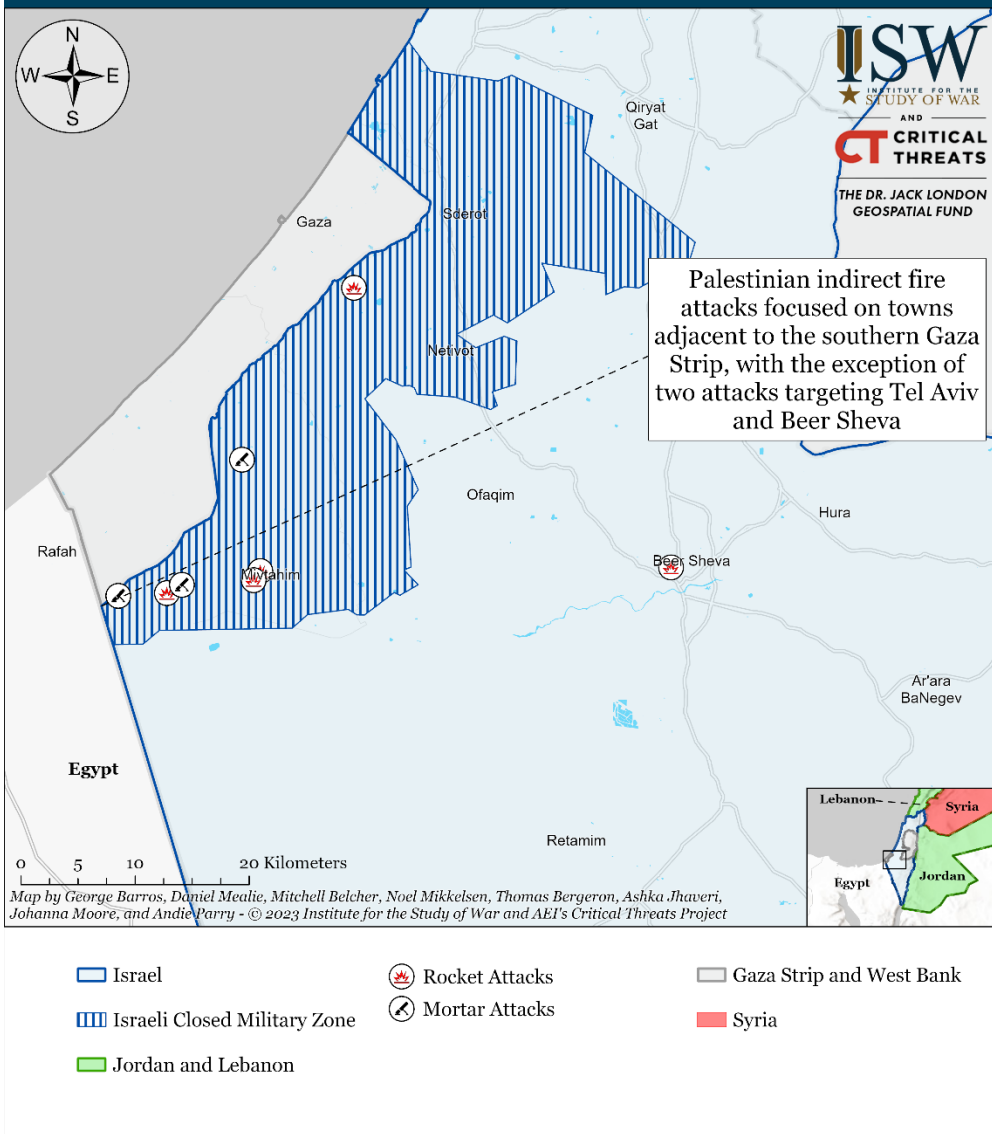 N
W
E
S
ISW
INSTITUTE FOR THE
STUDY OF WAR
AND
CT CRITICAL
THREATS
THE DR. JACK LONDON
GEOSPATIAL FUND
Qiryat
Gat
Gaza
Sderot
Palestinian indirect fire
attacks focused on towns
adjacent to the southern Gaza
Strip, with the exception of
two attacks targeting Tel Aviv
and Beer Sheva
Netivot
Ofaqim
Hura
Rafah
Beer Sheva
Mivtahim
Ar'ara
BaNegev
Egypt
Retamim
Lebanon
Syria
Egypt
Jordan
0 5 10 20 Kilometers
Map by George Barros, Daniel Mealie, Mitchell Belcher, Noel Mikkelsen, Thomas Bergeron, Ashka Jhaveri,
Johanna Moore, and Andie Parry - © 2023 Institute for the Study of War and AEI's Critical Threats Project
Israel
Rocket Attacks
Gaza Strip and West Bank
Mortar Attacks
Israeli Closed Military Zone
Syria
Jordan and Lebanon